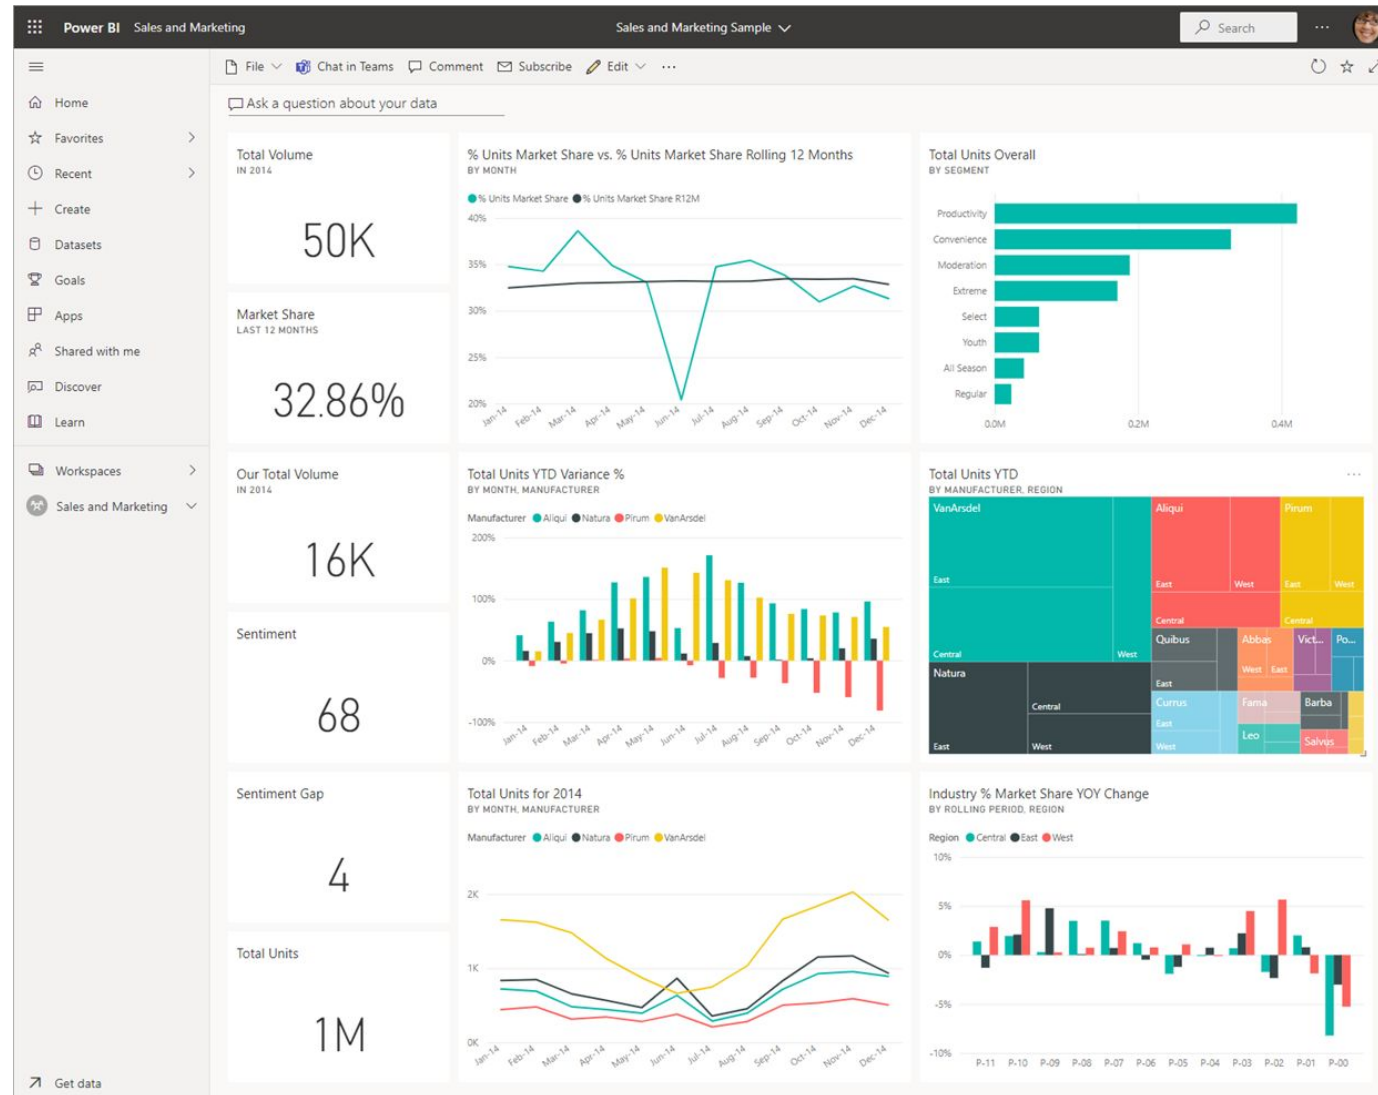 Power BI Sales and Marketing
Sales and Marketing Sample
Search
File
Chat in Teams
Comment
Subscribe
Edit
Home
Favorites
Recent
Create
Datasets
Goals
Apps
Shared with me
Discover
Learn
Workspaces
Sales and Marketing
Get data
Ask a question about your data
Total Volume
IN 2014
50K
Market Share
LAST 12 MONTHS
32.86%
% Units Market Share vs. % Units Market Share Rolling 12 Months
BY MONTH
% Units Market Share % Units Market Share R12M
40%
35%
30%
25%
20%
Jan-14 Feb-14 Mar-14 Apr-14 May-14 Jun-14 Jul-14 Aug-14 Sep-14 Oct-14 Nov-14 Dec-14
Total Units Overall
BY SEGMENT
Productivity
Convenience
Moderation
Extreme
Select
Youth
All Season
Regular
0.0M 0.2M 0.4M
Our Total Volume
IN 2014
16K
Sentiment
68
Total Units YTD Variance %
BY MONTH, MANUFACTURER
Manufacturer Aliqui Natura Pirum VanArsdel
200%
100%
0%
-100%
Jan-14 Feb-14 Mar-14 Apr-14 May-14 Jun-14 Jul-14 Aug-14 Sep-14 Oct-14 Nov-14 Dec-14
Total Units YTD
BY MANUFACTURER, REGION
VanArsdel
East
Central
West
Aliqui
East West
Central
Pirum
East West
Central
Natura
East
Central
West
Quibus
East
Abbas
West East
Vict...
Po...
Currus
East
West
Fama
Leo
Barba
Salvus
Sentiment Gap
4
Total Units
1M
Total Units for 2014
BY MONTH, MANUFACTURER
Manufacturer Aliqui Natura Pirum VanArsdel
2K
1K
0K
Jan-14 Feb-14 Mar-14 Apr-14 May-14 Jun-14 Jul-14 Aug-14 Sep-14 Oct-14 Nov-14 Dec-14
Industry % Market Share YOY Change
BY ROLLING PERIOD, REGION
Region Central East West
10%
5%
0%
-5%
-10%
P-11 P-10 P-09 P-08 P-07 P-06 P-05 P-04 P-03 P-02 P-01 P-00